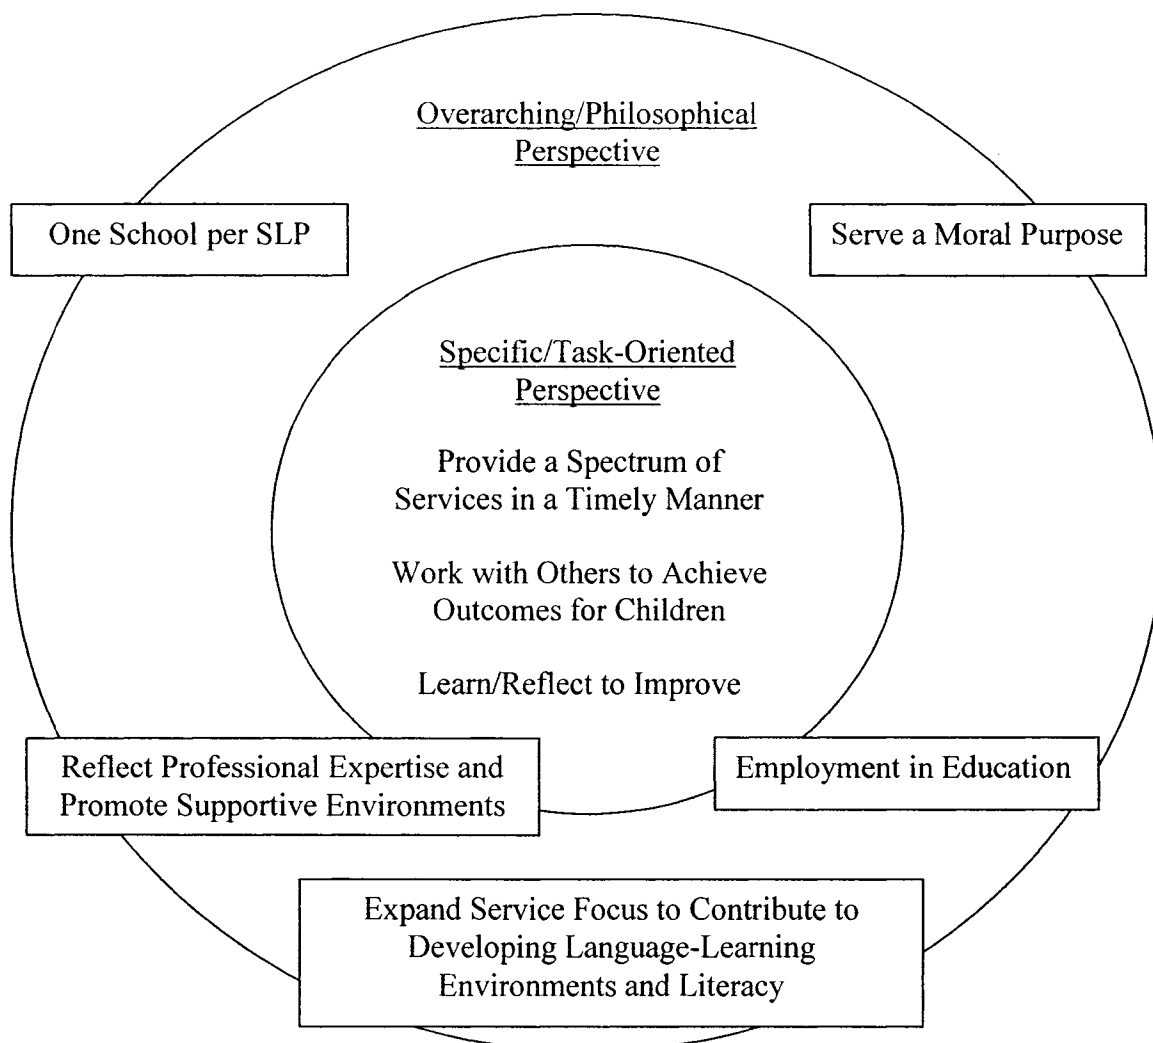 Overarching/Philosophical
Perspective
One School per SLP
Serve a Moral Purpose
Specific/Task-Oriented
Perspective
Provide a Spectrum of
Services in a Timely Manner
Work with Others to Achieve
Outcomes for Children
Learn/Reflect to Improve
Reflect Professional Expertise and
Promote Supportive Environments
Employment in Education
Expand Service Focus to Contribute to
Developing Language-Learning
Environments and Literacy